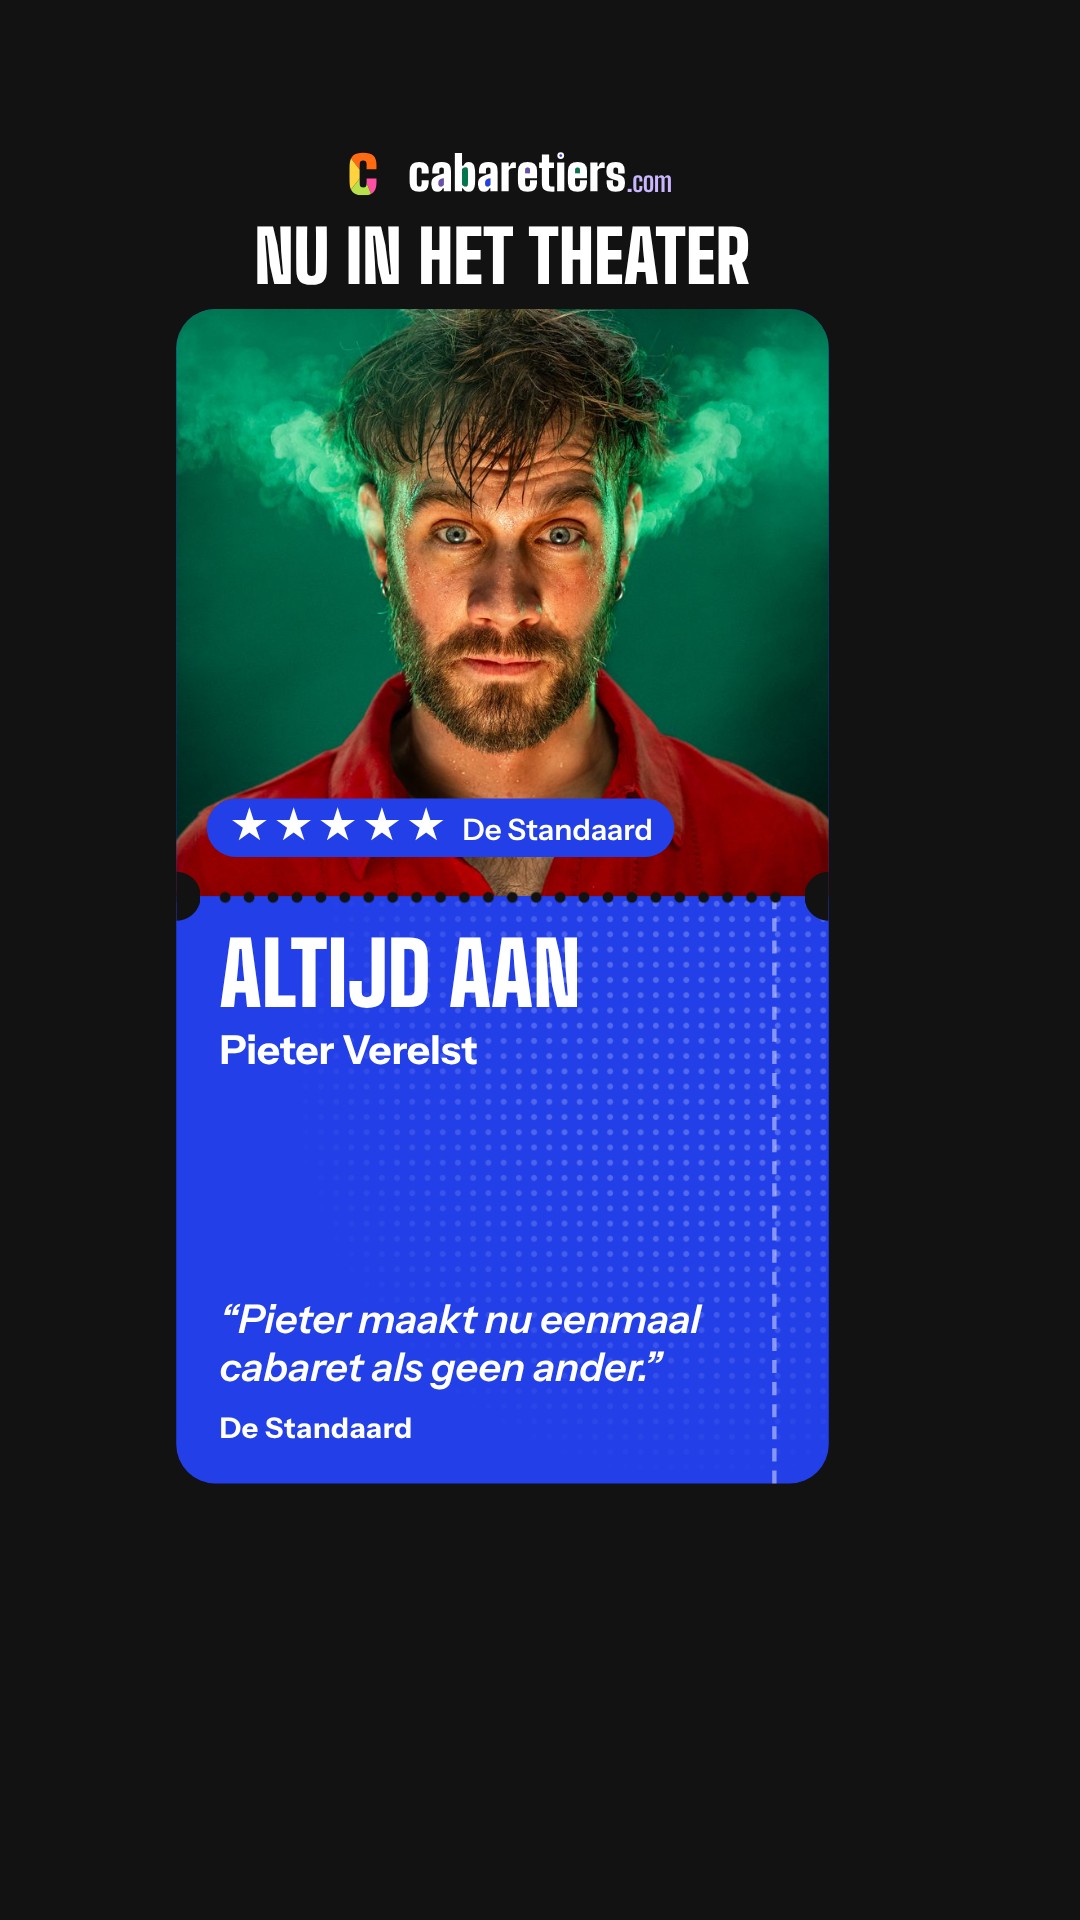 cabaretiers.com
NU IN HET THEATER
★★★★★ De Standaard
ALTIJD AAN
Pieter Verelst
“Pieter maakt nu eenmaal
cabaret als geen ander.”
De Standaard